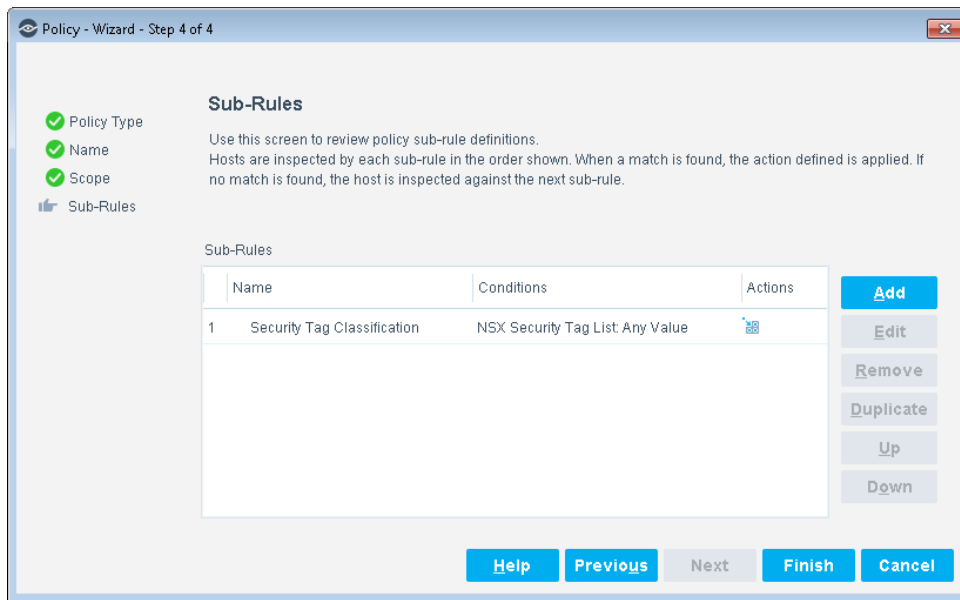 Policy - Wizard - Step 4 of 4
Policy Type
Name
Scope
Sub-Rules
Sub-Rules
Use this screen to review policy sub-rule definitions.
Hosts are inspected by each sub-rule in the order shown. When a match is found, the action defined is applied. If
no match is found, the host is inspected against the next sub-rule.
Sub-Rules
Name Conditions Actions
1 Security Tag Classification NSX Security Tag List: Any Value
Add
Edit
Remove
Duplicate
Up
Down
Help Previous Next Finish Cancel